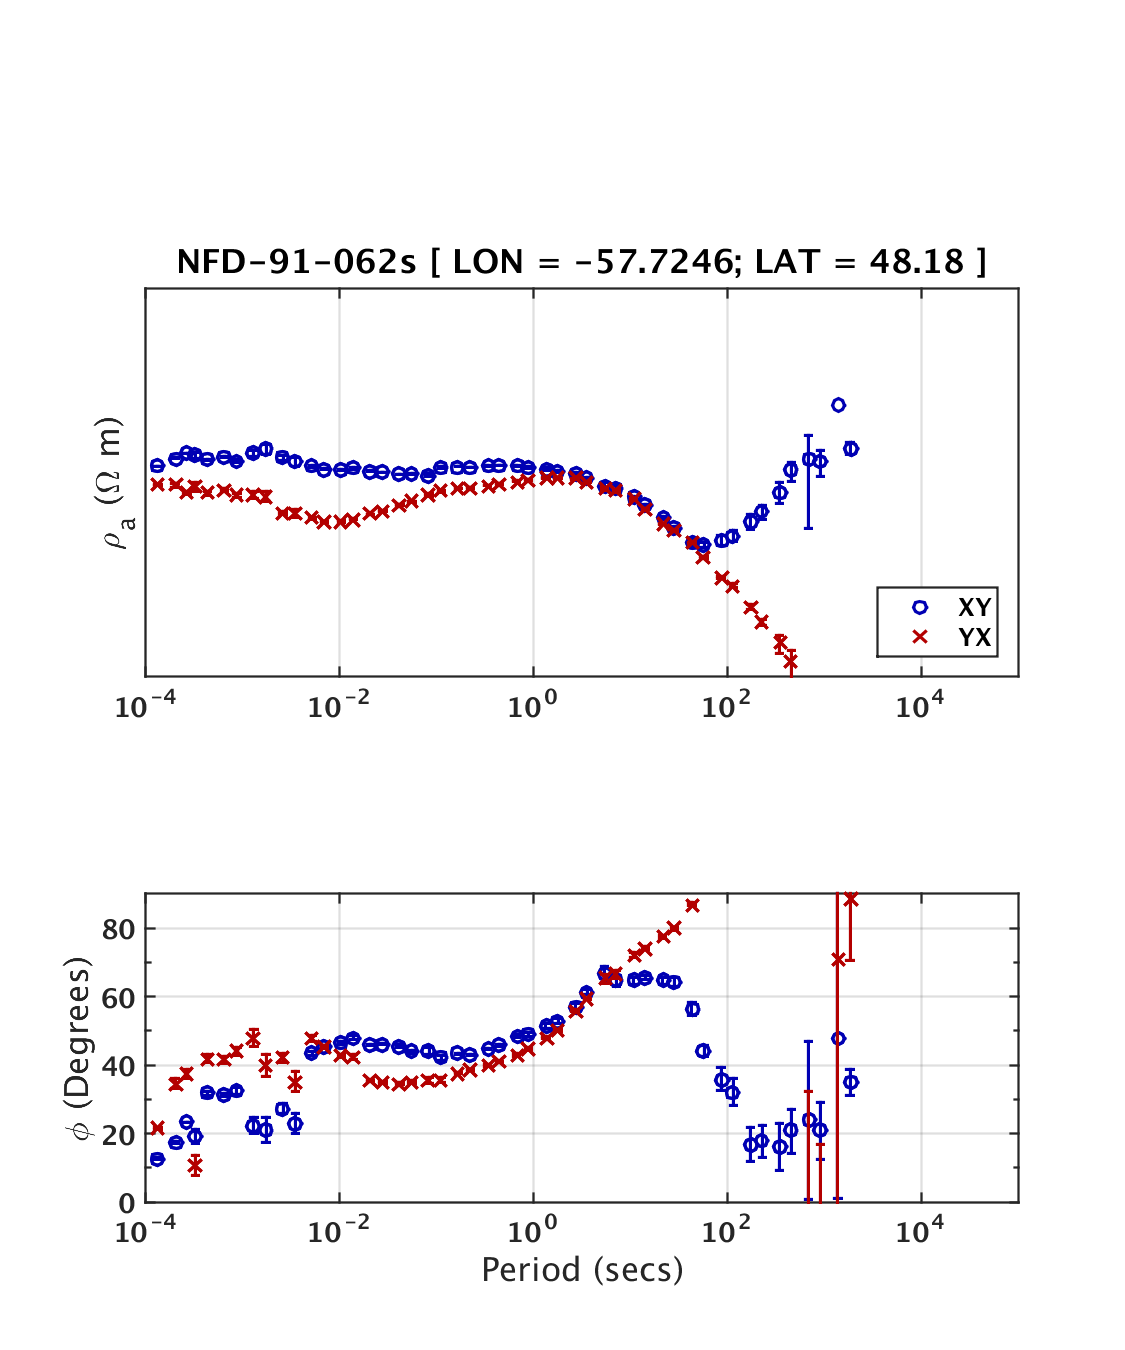 NFD-91-062s [ LON = -57.7246; LAT = 48.18 ]
ρa (Ω m)
XY
YX
10^-4 10^-2 10^0 10^2 10^4
80
60
40
20
0
φ (Degrees)
10^-4 10^-2 10^0 10^2 10^4
Period (secs)